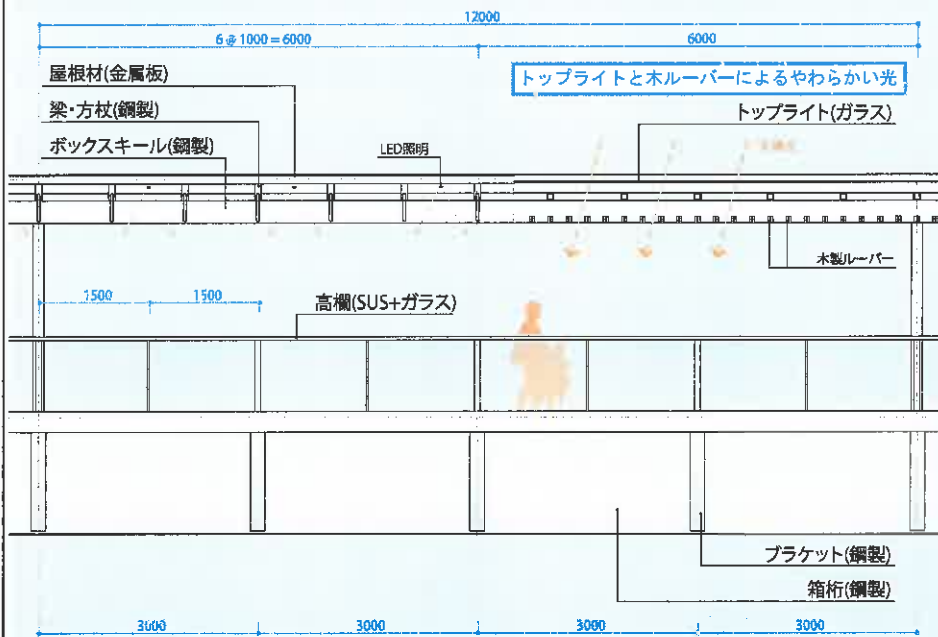 12000
6@1000=6000
6000
屋根材(金属板)
トップライトと木ルーバーによるやわらかい光
梁・方杖(鋼製)
トップライト(ガラス)
ボックスキール(鋼製)
LED照明
木製ルーバー
1500
1500
高欄(SUS+ガラス)
ブラケット(鋼製)
箱桁(鋼製)
3000
3000
3000
3000